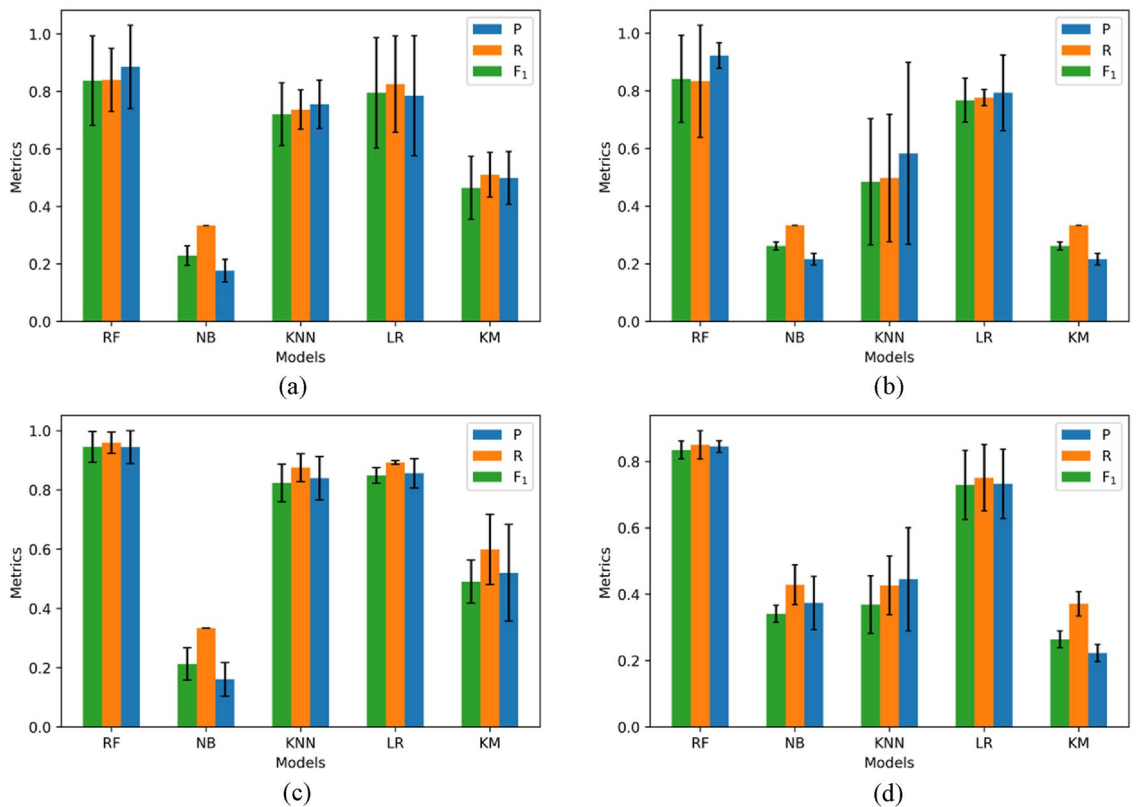 1.0
0.8
0.6
0.4
0.2
0.0
Metrics
P
R
F₁
RF NB KNN LR KM
Models
(a)
1.0
0.8
0.6
0.4
0.2
0.0
Metrics
P
R
F₁
RF NB KNN LR KM
Models
(b)
1.0
0.8
0.6
0.4
0.2
0.0
Metrics
P
R
F₁
RF NB KNN LR KM
Models
(c)
0.8
0.6
0.4
0.2
0.0
Metrics
P
R
F₁
RF NB KNN LR KM
Models
(d)